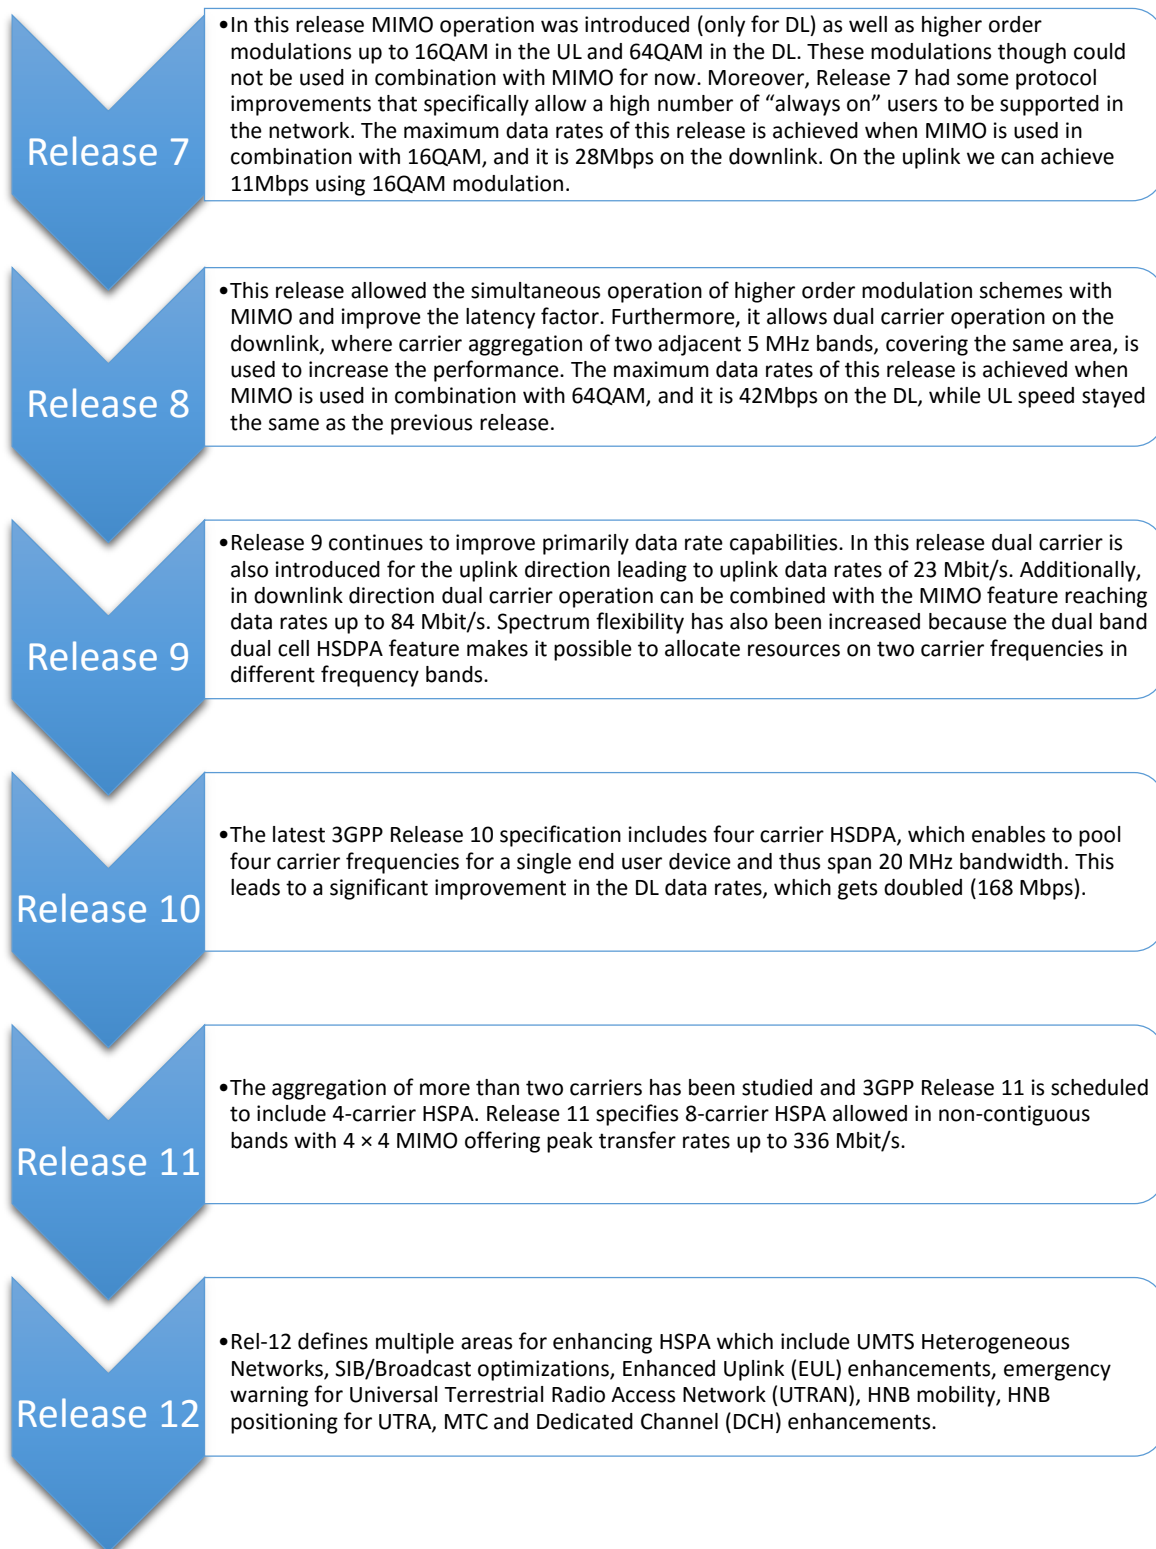 Release 7
•In this release MIMO operation was introduced (only for DL) as well as higher order
modulations up to 16QAM in the UL and 64QAM in the DL. These modulations though could
not be used in combination with MIMO for now. Moreover, Release 7 had some protocol
improvements that specifically allow a high number of “always on” users to be supported in
the network. The maximum data rates of this release is achieved when MIMO is used in
combination with 16QAM, and it is 28Mbps on the downlink. On the uplink we can achieve
11Mbps using 16QAM modulation.
Release 8
•This release allowed the simultaneous operation of higher order modulation schemes with
MIMO and improve the latency factor. Furthermore, it allows dual carrier operation on the
downlink, where carrier aggregation of two adjacent 5 MHz bands, covering the same area, is
used to increase the performance. The maximum data rates of this release is achieved when
MIMO is used in combination with 64QAM, and it is 42Mbps on the DL, while UL speed stayed
the same as the previous release.
Release 9
•Release 9 continues to improve primarily data rate capabilities. In this release dual carrier is
also introduced for the uplink direction leading to uplink data rates of 23 Mbit/s. Additionally,
in downlink direction dual carrier operation can be combined with the MIMO feature reaching
data rates up to 84 Mbit/s. Spectrum flexibility has also been increased because the dual band
dual cell HSDPA feature makes it possible to allocate resources on two carrier frequencies in
different frequency bands.
Release 10
•The latest 3GPP Release 10 specification includes four carrier HSDPA, which enables to pool
four carrier frequencies for a single end user device and thus span 20 MHz bandwidth. This
leads to a significant improvement in the DL data rates, which gets doubled (168 Mbps).
Release 11
•The aggregation of more than two carriers has been studied and 3GPP Release 11 is scheduled
to include 4-carrier HSPA. Release 11 specifies 8-carrier HSPA allowed in non-contiguous
bands with 4 × 4 MIMO offering peak transfer rates up to 336 Mbit/s.
Release 12
•Rel-12 defines multiple areas for enhancing HSPA which include UMTS Heterogeneous
Networks, SIB/Broadcast optimizations, Enhanced Uplink (EUL) enhancements, emergency
warning for Universal Terrestrial Radio Access Network (UTRAN), HNB mobility, HNB
positioning for UTRA, MTC and Dedicated Channel (DCH) enhancements.